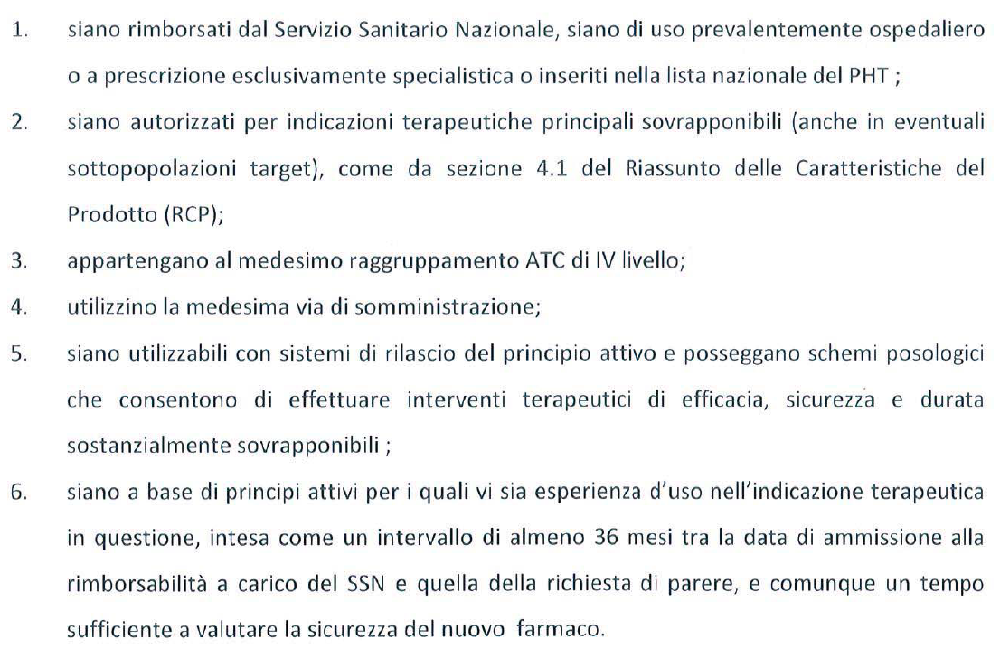 1. siano rimborsati dal Servizio Sanitario Nazionale, siano di uso prevalentemente ospedaliero
o a prescrizione esclusivamente specialistica o inseriti nella lista nazionale del PHT ;
2. siano autorizzati per indicazioni terapeutiche principali sovrapponibili (anche in eventuali
sottopopolazioni target), come da sezione 4.1 del Riassunto delle Caratteristiche del
Prodotto (RCP);
3. appartengano al medesimo raggruppamento ATC di IV livello;
4. utilizzino la medesima via di somministrazione;
5. siano utilizzabili con sistemi di rilascio del principio attivo e posseggano schemi posologici
che consentono di effettuare interventi terapeutici di efficacia, sicurezza e durata
sostanzialmente sovrapponibili ;
6. siano a base di principi attivi per i quali vi sia esperienza d'uso nell'indicazione terapeutica
in questione, intesa come un intervallo di almeno 36 mesi tra la data di ammissione alla
rimborsabilità a carico del SSN e quella della richiesta di parere, e comunque un tempo
sufficiente a valutare la sicurezza del nuovo farmaco.